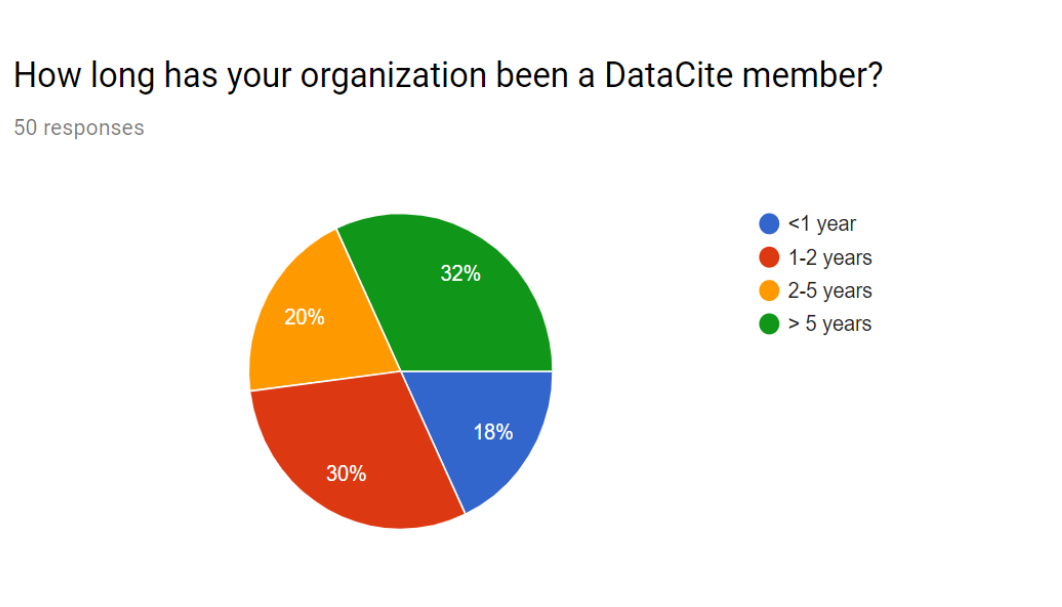 How long has your organization been a DataCite member?
50 responses
<1 year
1-2 years
2-5 years
> 5 years
32%
20%
18%
30%